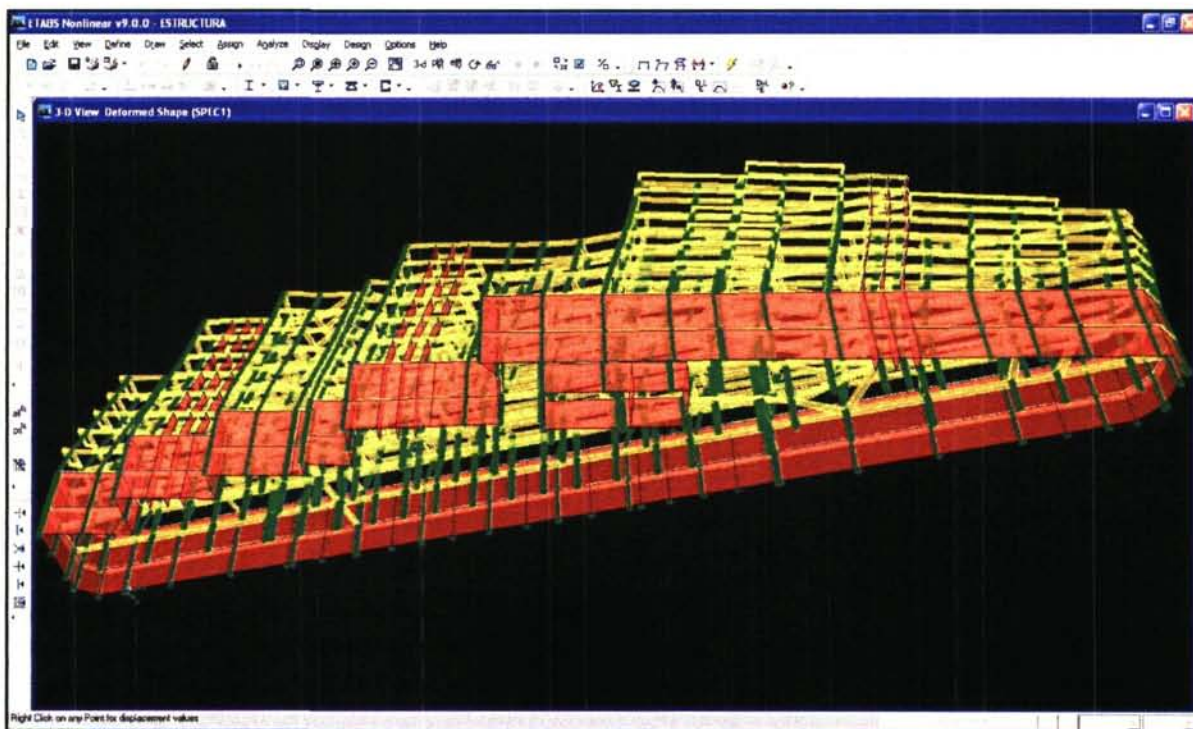 ETABS Nonlinear v9.0.0 - ESTRUCTURA
File Edit View Define Draw Select Assign Analyze Display Design Options Help
3-d
3-D View Deformed Shape (SPEC1)
Right Click on any Point for displacement values